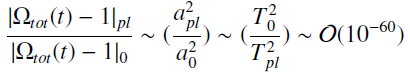 |Ω_tot(t) − 1|_pl / |Ω_tot(t) − 1|_0 ∼ (a_pl^2 / a_0^2) ∼ (T_0^2 / T_pl^2) ∼ 𝒪(10^−60)